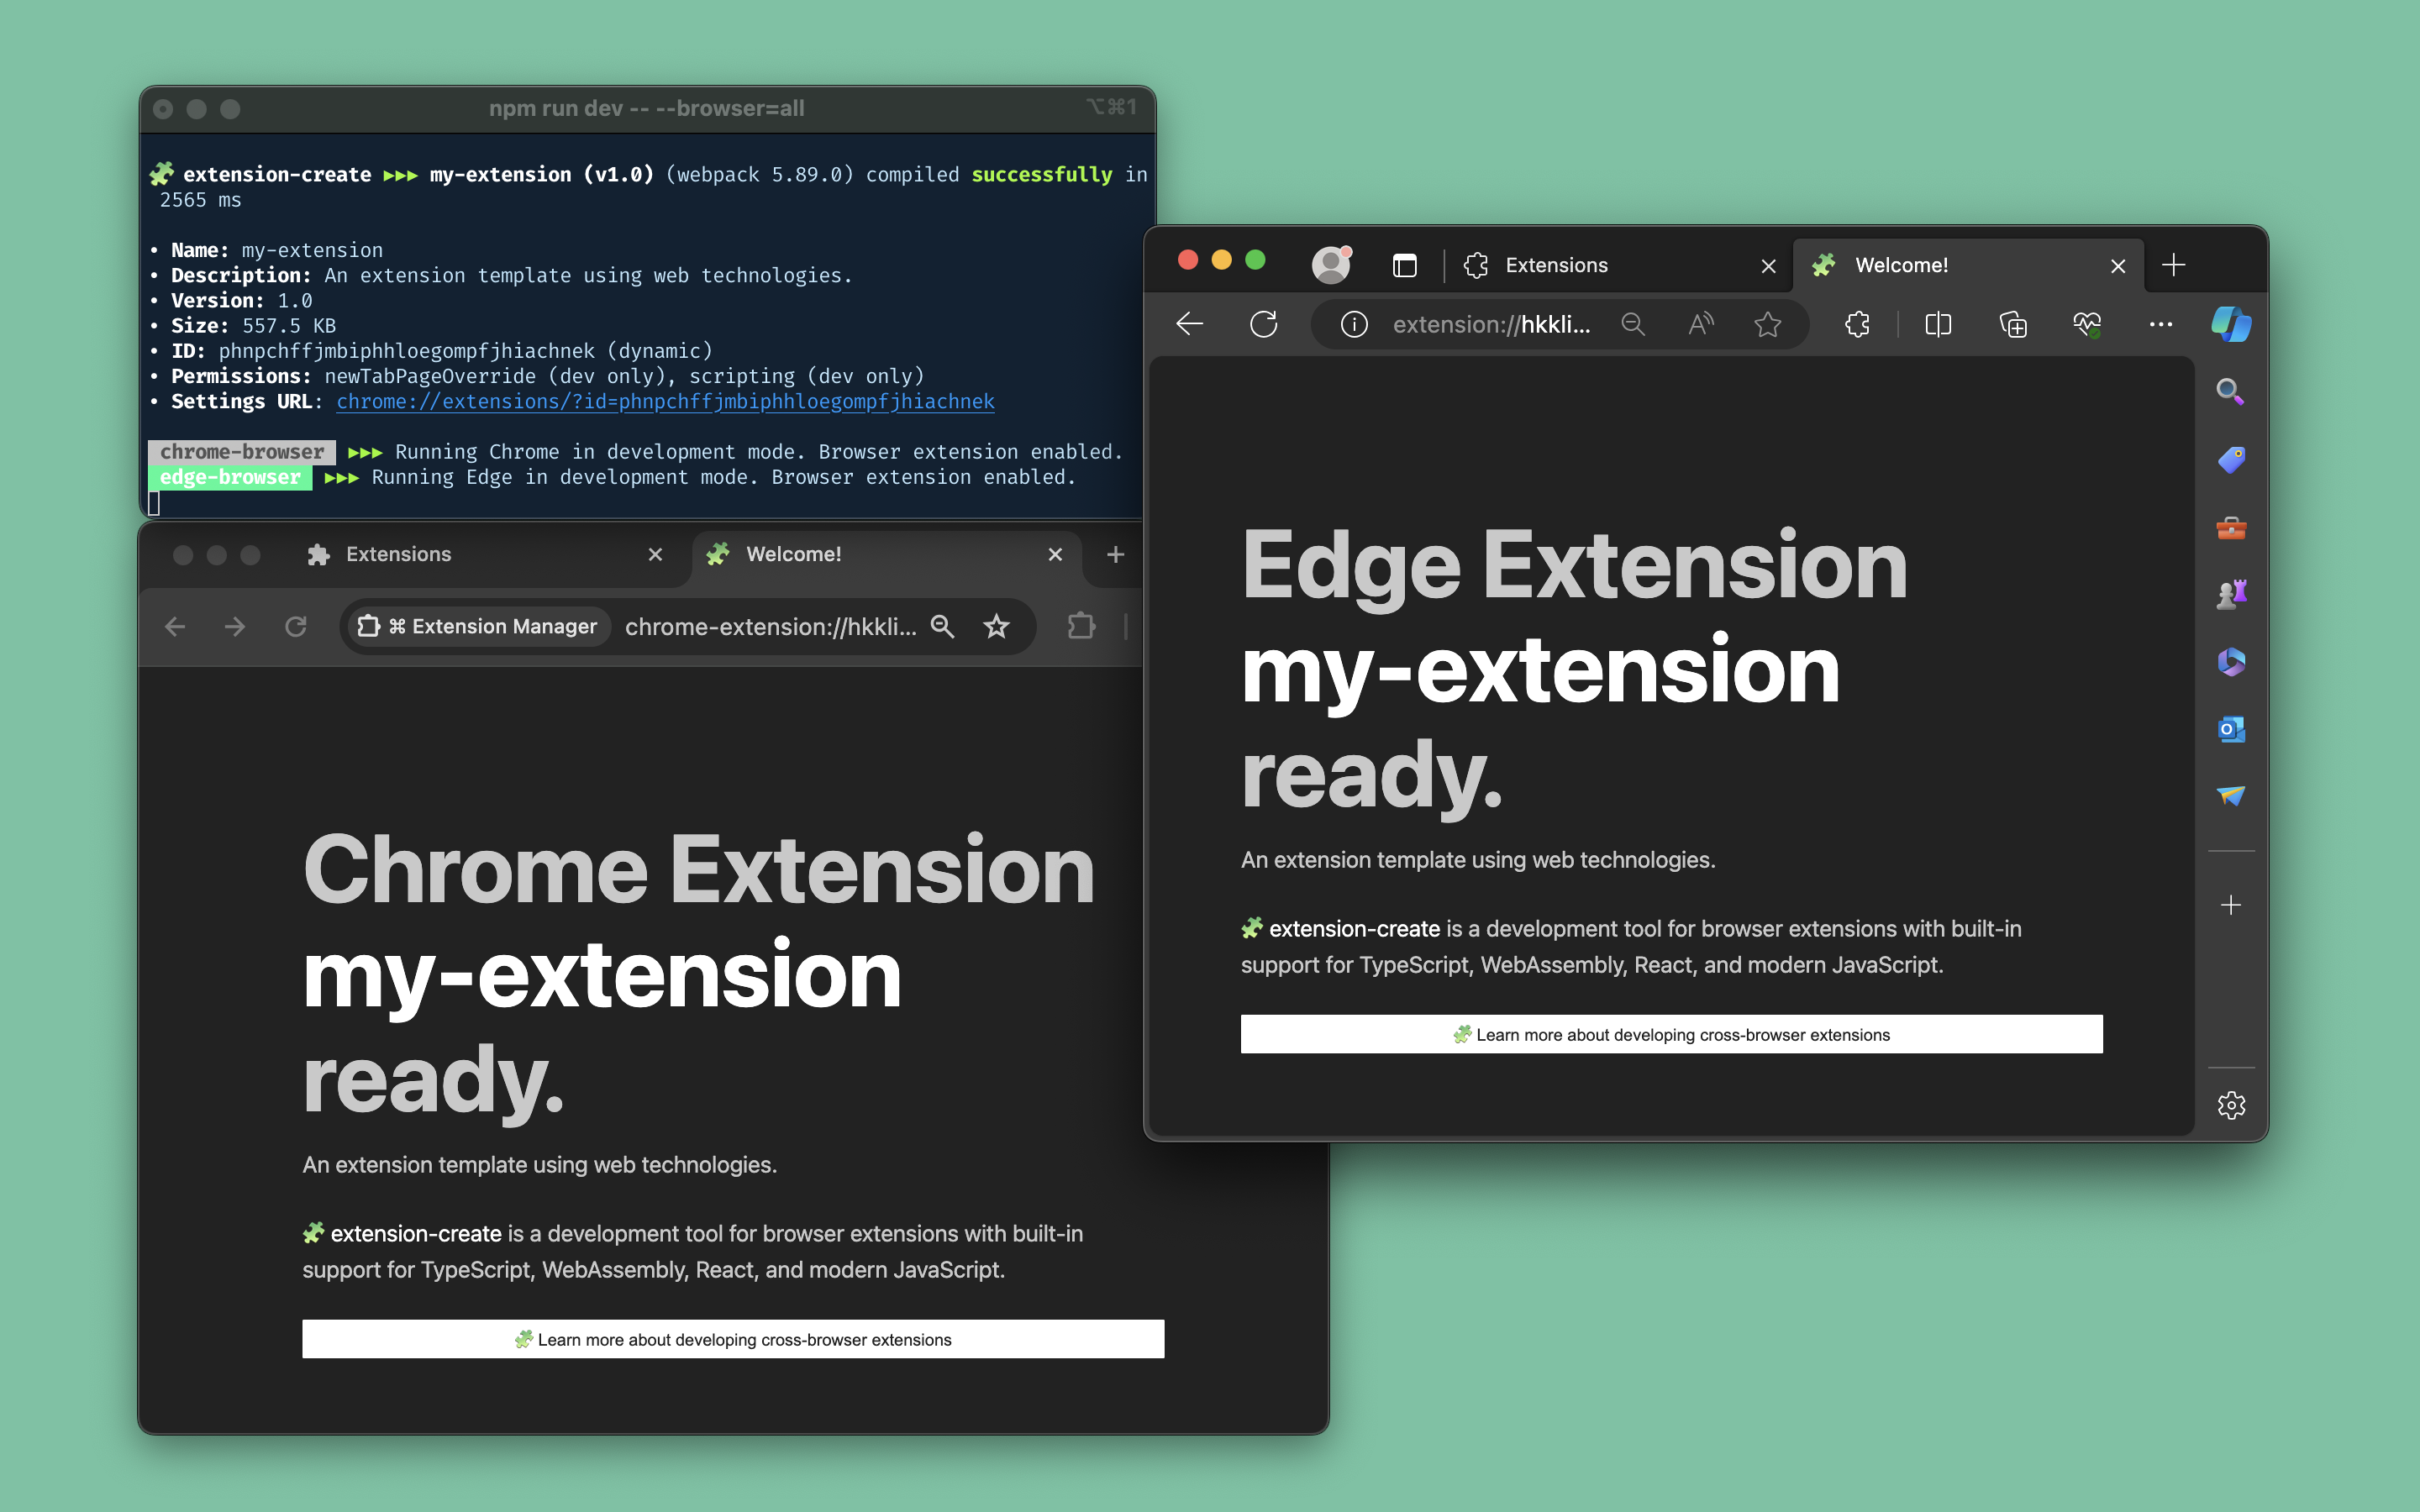 npm run dev -- --browser=all ⌥⌘1
🧩 extension-create ▶▶▶ my-extension (v1.0) (webpack 5.89.0) compiled successfully in
2565 ms
• Name: my-extension
• Description: An extension template using web technologies.
• Version: 1.0
• Size: 557.5 KB
• ID: phnpchffjmbiphhloegompfjhiachnek (dynamic)
• Permissions: newTabPageOverride (dev only), scripting (dev only)
• Settings URL: chrome://extensions/?id=phnpchffjmbiphhloegompfjhiachnek
chrome-browser ▶▶▶ Running Chrome in development mode. Browser extension enabled.
edge-browser ▶▶▶ Running Edge in development mode. Browser extension enabled.
Extensions Welcome!
⌘ Extension Manager chrome-extension://hkkli...
Chrome Extension
my-extension
ready.
An extension template using web technologies.
🧩 extension-create is a development tool for browser extensions with built-in
support for TypeScript, WebAssembly, React, and modern JavaScript.
🧩 Learn more about developing cross-browser extensions
Extensions Welcome!
extension://hkkli...
Edge Extension
my-extension
ready.
An extension template using web technologies.
🧩 extension-create is a development tool for browser extensions with built-in
support for TypeScript, WebAssembly, React, and modern JavaScript.
🧩 Learn more about developing cross-browser extensions